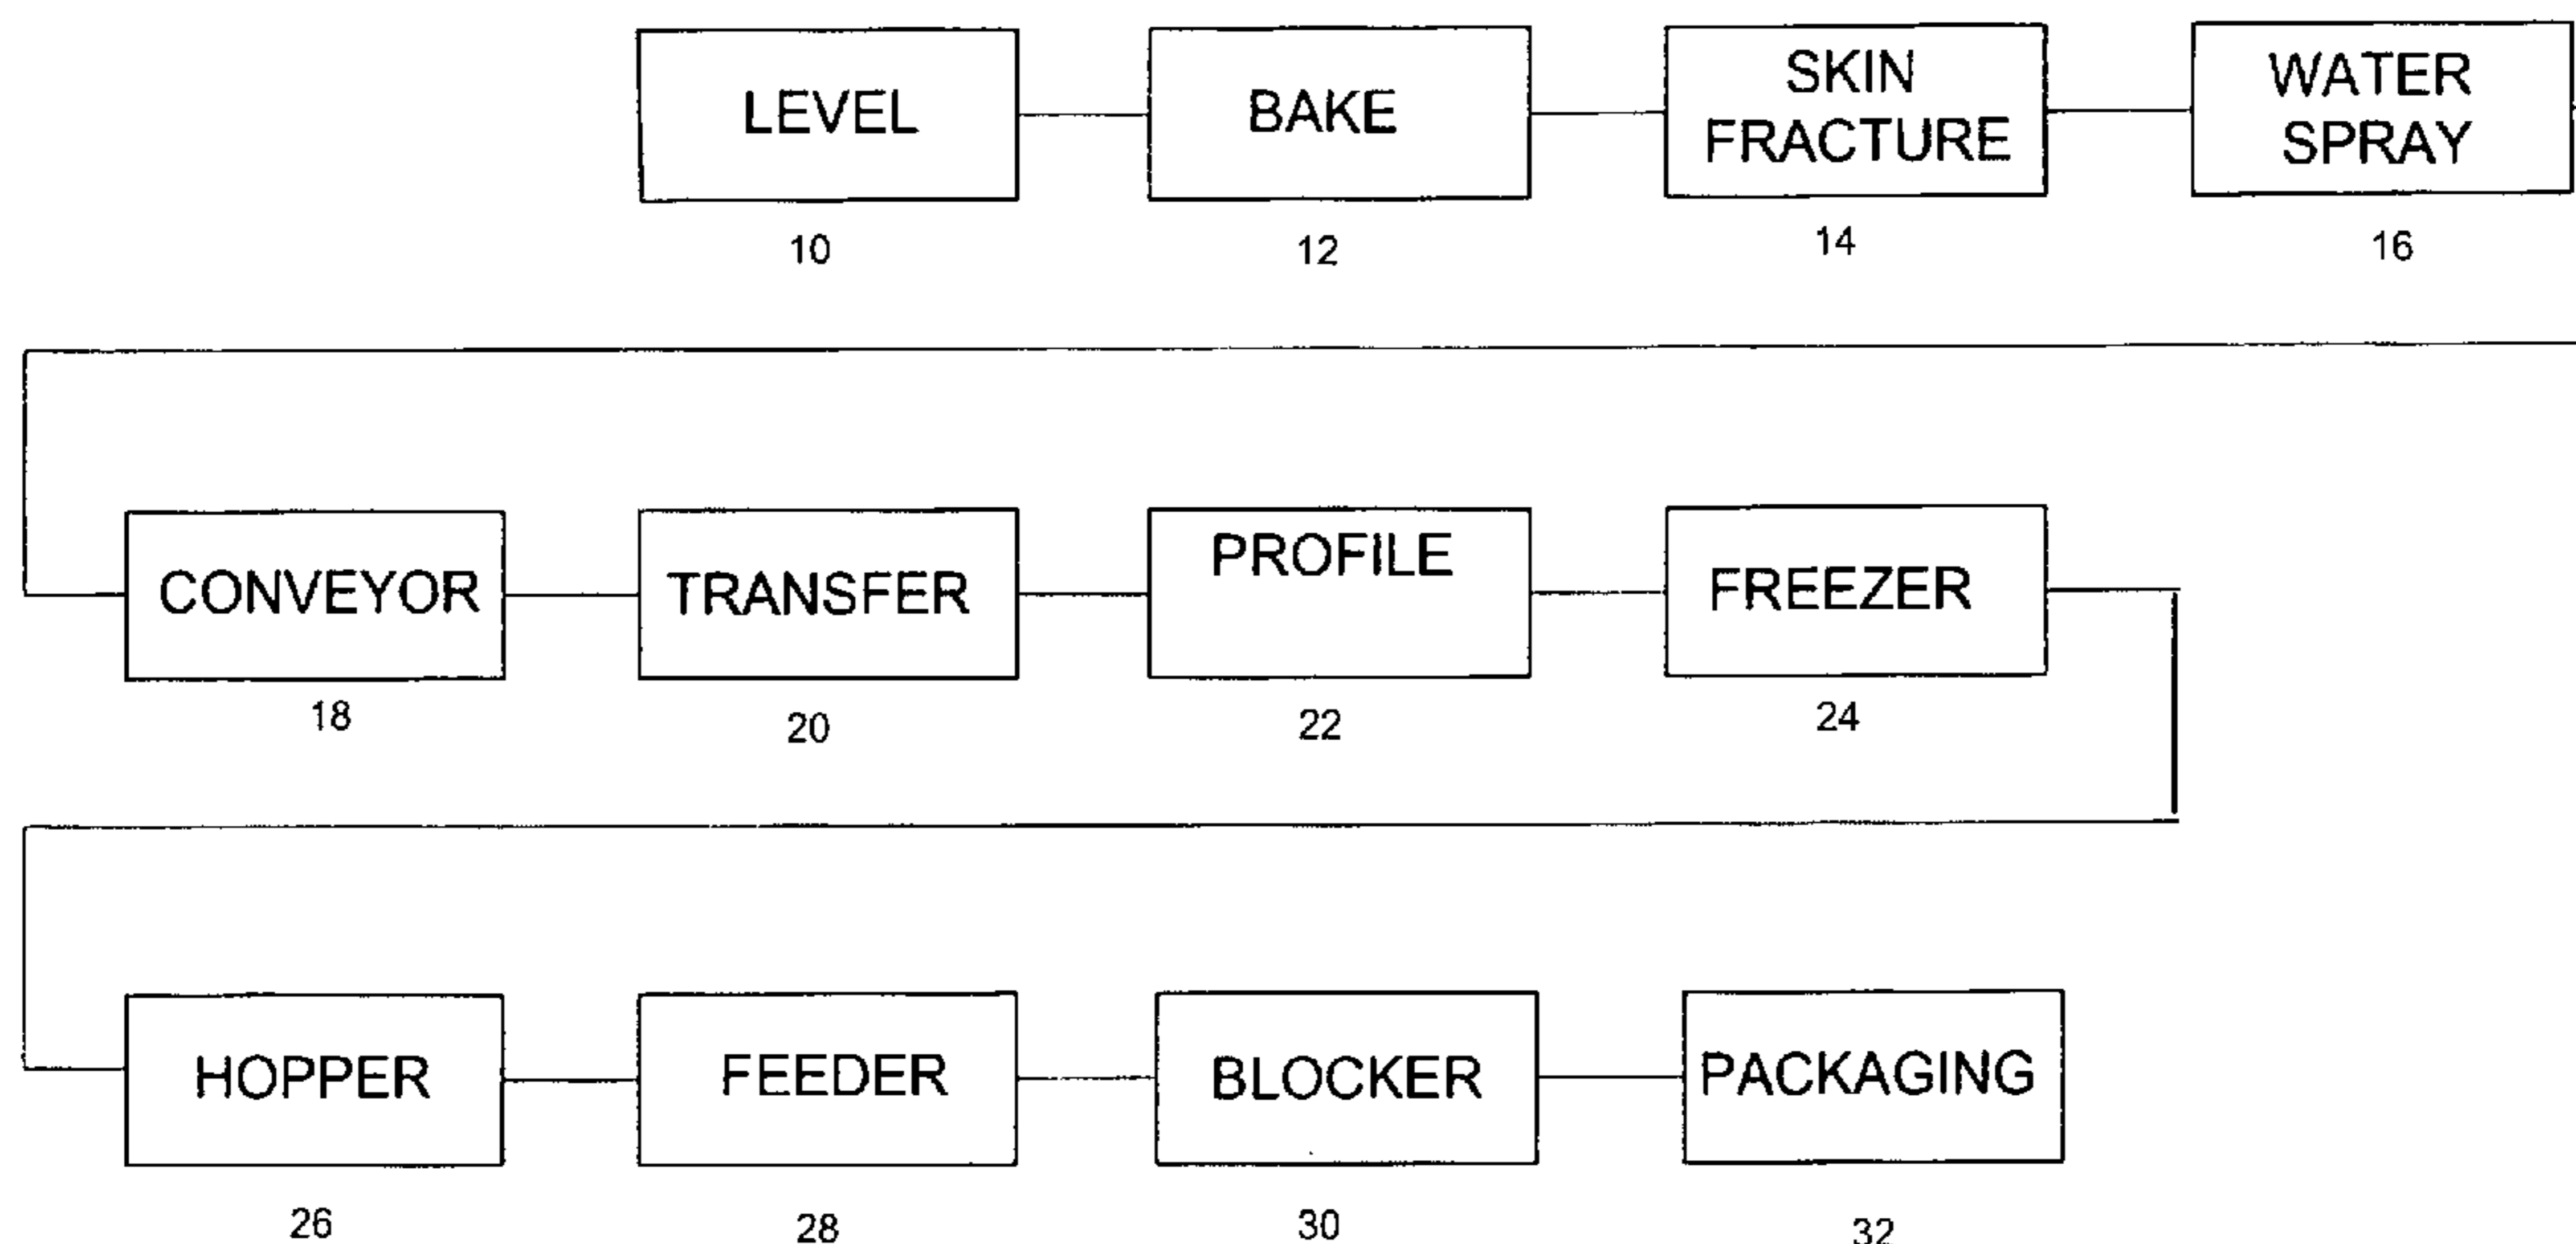 LEVEL
BAKE
SKIN
FRACTURE
WATER
SPRAY
10
12
14
16
CONVEYOR
TRANSFER
PROFILE
FREEZER
18
20
22
24
HOPPER
FEEDER
BLOCKER
PACKAGING
26
28
30
32